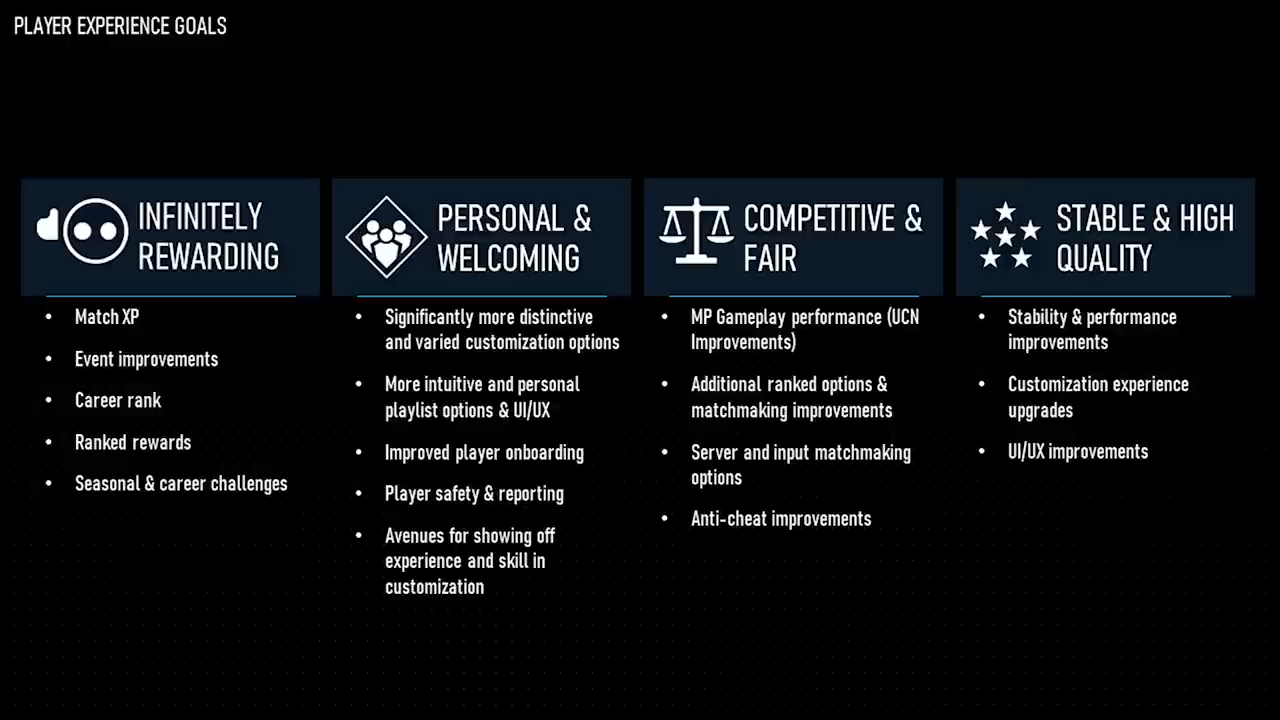 PLAYER EXPERIENCE GOALS
INFINITELY
REWARDING
• Match XP
• Event improvements
• Career rank
• Ranked rewards
• Seasonal & career challenges
PERSONAL &
WELCOMING
• Significantly more distinctive
and varied customization options
• More intuitive and personal
playlist options & UI/UX
• Improved player onboarding
• Player safety & reporting
• Avenues for showing off
experience and skill in
customization
COMPETITIVE &
FAIR
• MP Gameplay performance (UCN
Improvements)
• Additional ranked options &
matchmaking improvements
• Server and input matchmaking
options
• Anti-cheat improvements
STABLE & HIGH
QUALITY
• Stability & performance
improvements
• Customization experience
upgrades
• UI/UX improvements